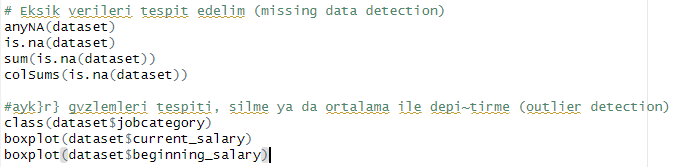 # Eksik verileri tespit edelim (missing data detection)
anyNA(dataset)
is.na(dataset)
sum(is.na(dataset))
colSums(is.na(dataset))
#ayk}r} gvzlemleri tespiti, silme ya da ortalama ile depi~tirme (outlier detection)
class(dataset$jobcategory)
boxplot(dataset$current_salary)
boxplot(dataset$beginning_salary)